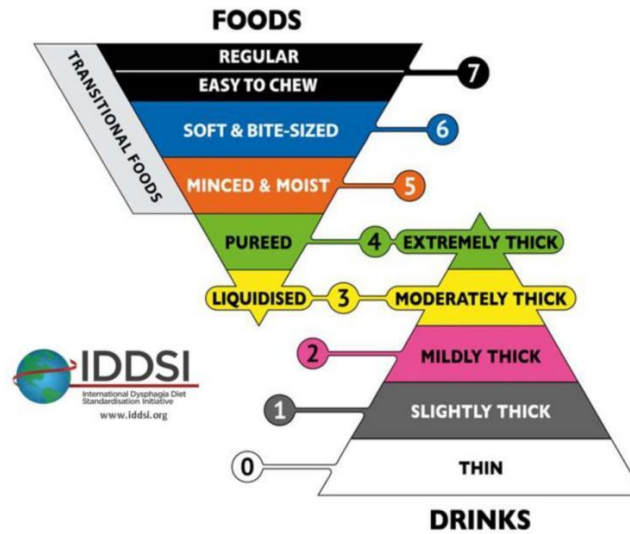 FOODS
REGULAR
EASY TO CHEW
7
TRANSITIONAL FOODS
SOFT & BITE-SIZED
6
MINCED & MOIST
5
PUREED
4
EXTREMELY THICK
LIQUIDISED
3
MODERATELY THICK
2
MILDLY THICK
1
SLIGHTLY THICK
0
THIN
DRINKS
IDDSI
International Dysphagia Diet
Standardisation Initiative
www.iddsi.org